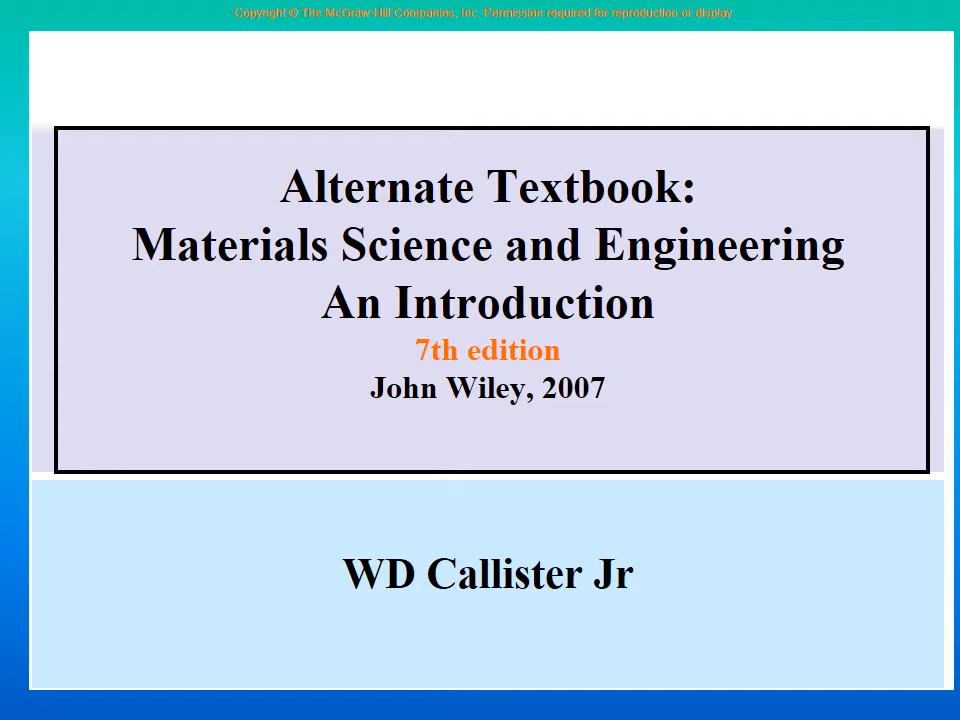 Copyright © The McGraw-Hill Companies, Inc. Permission required for reproduction or display
Alternate Textbook:
Materials Science and Engineering
An Introduction
7th edition
John Wiley, 2007
WD Callister Jr